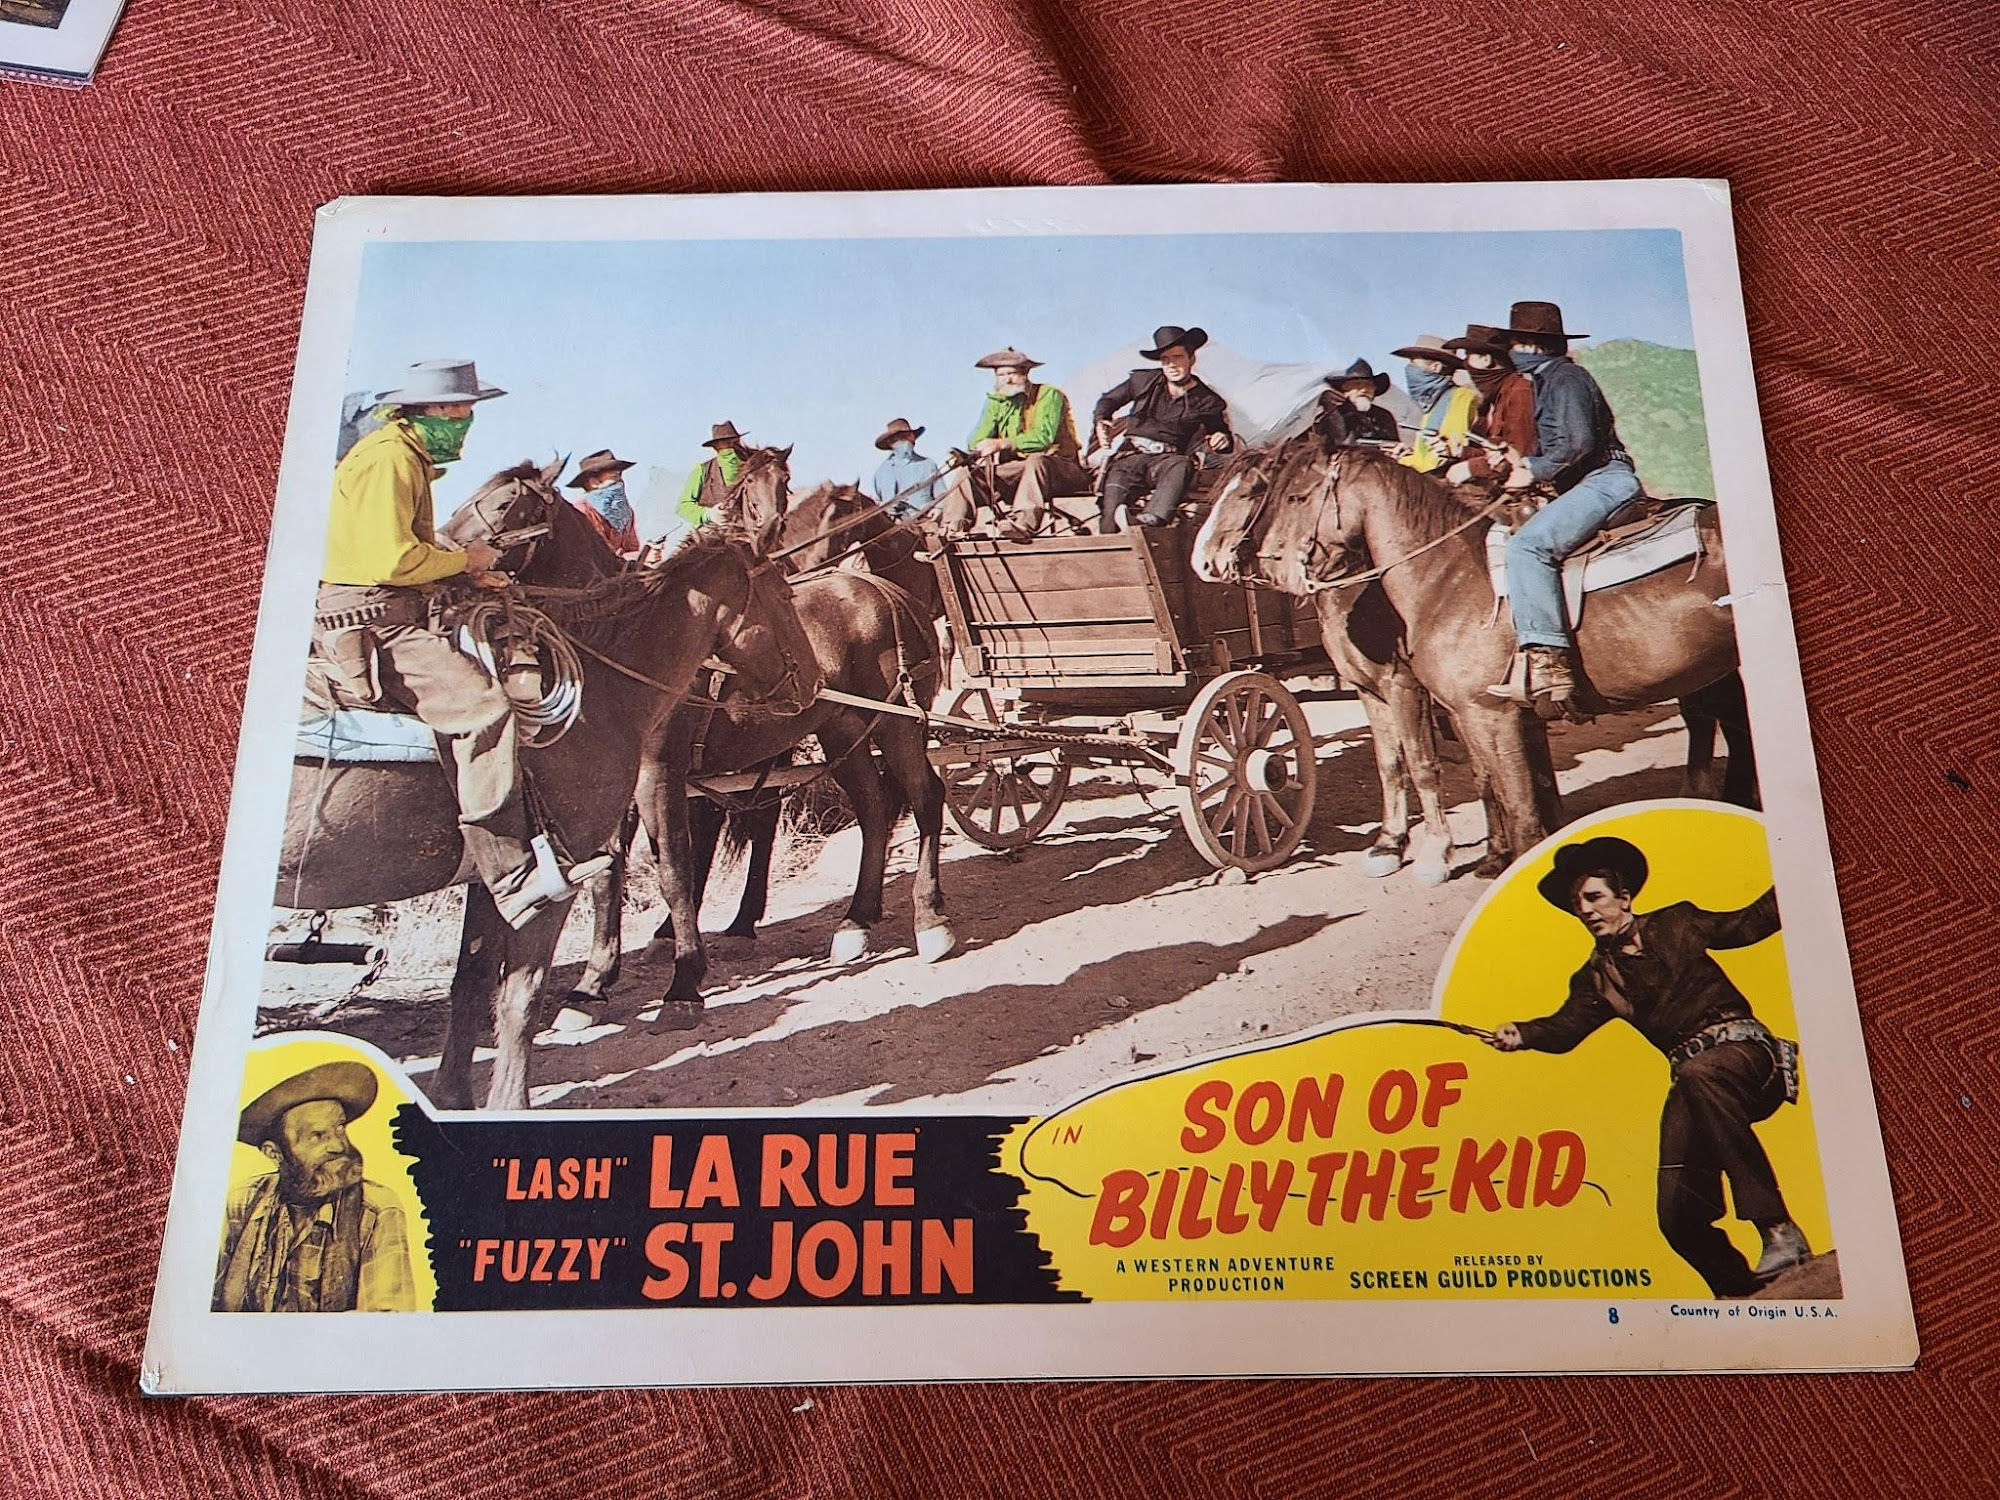 "LASH" LA RUE
"FUZZY" ST. JOHN
IN
SON OF
BILLY THE KID
A WESTERN ADVENTURE
PRODUCTION
RELEASED BY
SCREEN GUILD PRODUCTIONS
8
Country of Origin U.S.A.